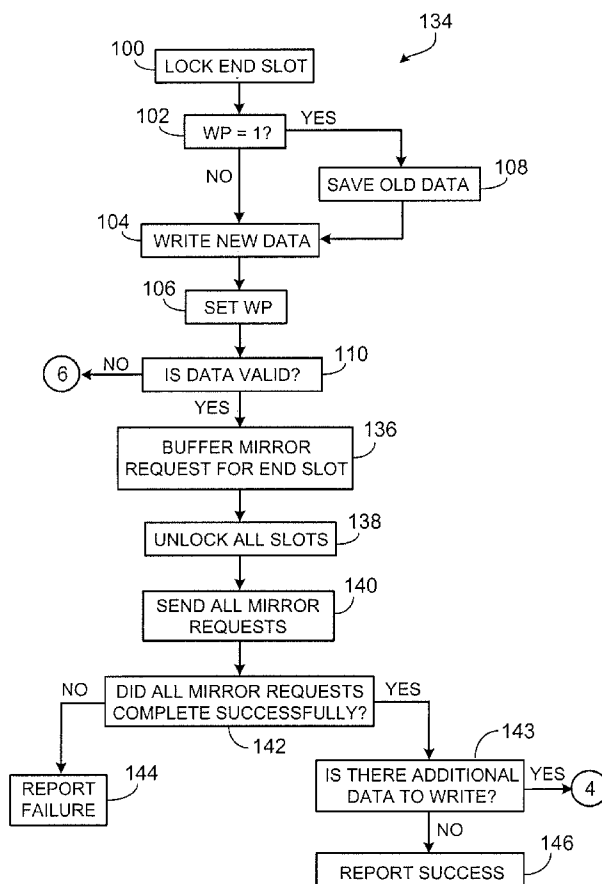 134
100
LOCK END SLOT
102
WP = 1?
YES
NO
SAVE OLD DATA
108
104
WRITE NEW DATA
106
SET WP
110
6
NO
IS DATA VALID?
YES
136
BUFFER MIRROR
REQUEST FOR END SLOT
138
UNLOCK ALL SLOTS
140
SEND ALL MIRROR
REQUESTS
NO
DID ALL MIRROR REQUESTS
COMPLETE SUCCESSFULLY?
YES
142
143
REPORT
FAILURE
144
IS THERE ADDITIONAL
DATA TO WRITE?
YES
4
NO
146
REPORT SUCCESS